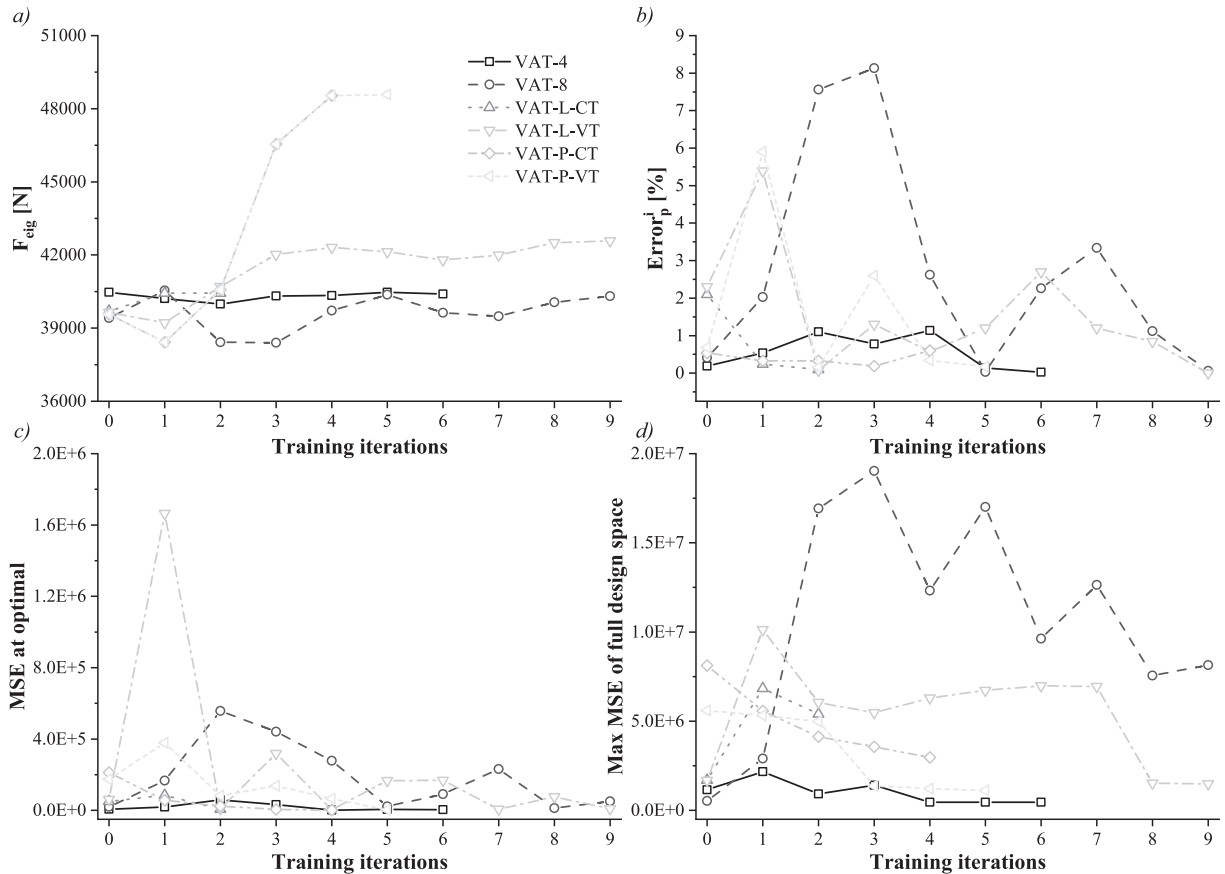 a)
51000
48000
45000
42000
39000
36000
F_eig [N]
0 1 2 3 4 5 6 7 8 9
Training iterations
VAT-4
VAT-8
VAT-L-CT
VAT-L-VT
VAT-P-CT
VAT-P-VT
b)
9
8
7
6
5
4
3
2
1
0
Error_p^i [%]
0 1 2 3 4 5 6 7 8 9
Training iterations
c)
2.0E+6
1.6E+6
1.2E+6
8.0E+5
4.0E+5
0.0E+0
MSE at optimal
0 1 2 3 4 5 6 7 8 9
Training iterations
d)
2.0E+7
1.5E+7
1.0E+7
5.0E+6
0.0E+0
Max MSE of full design space
0 1 2 3 4 5 6 7 8 9
Training iterations